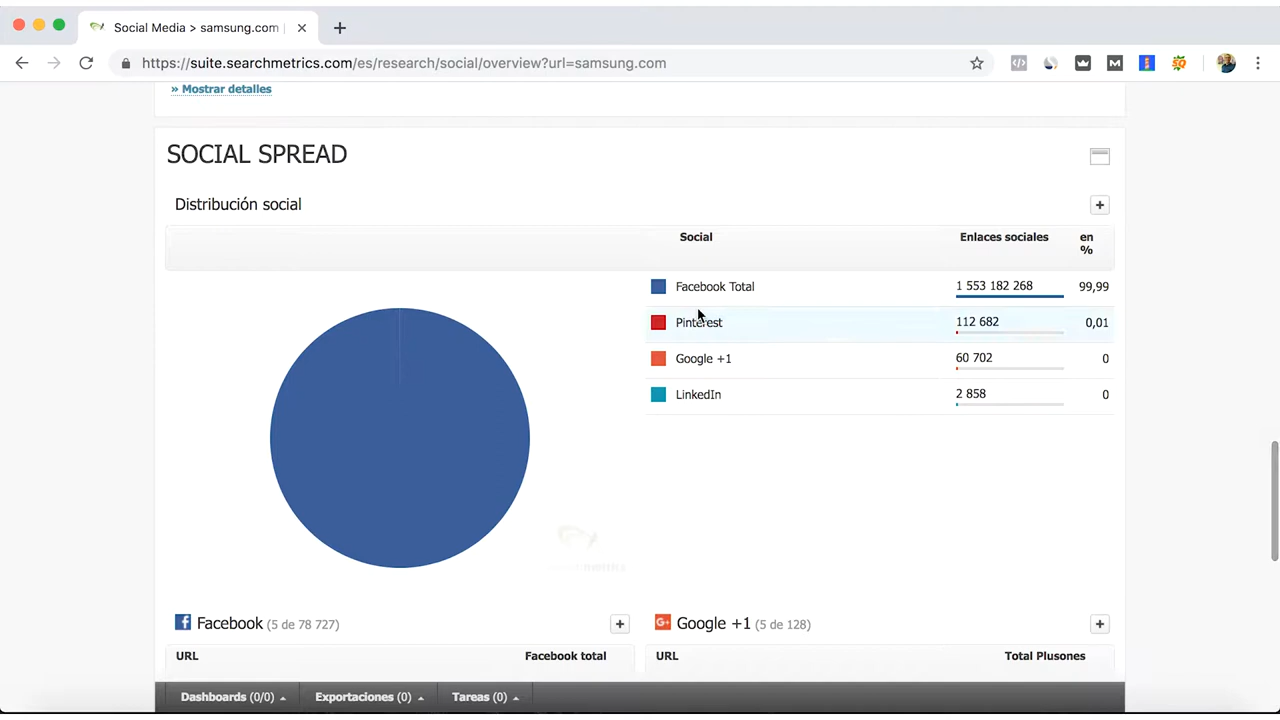 Social Media > samsung.com
https://suite.searchmetrics.com/es/research/social/overview?url=samsung.com
» Mostrar detalles
SOCIAL SPREAD
Distribución social
Social Enlaces sociales en %
Facebook Total 1 553 182 268 99,99
Pinterest 112 682 0,01
Google +1 60 702 0
LinkedIn 2 858 0
Facebook (5 de 78 727) Google +1 (5 de 128)
URL Facebook total URL Total Plusones
Dashboards (0/0) Exportaciones (0) Tareas (0)